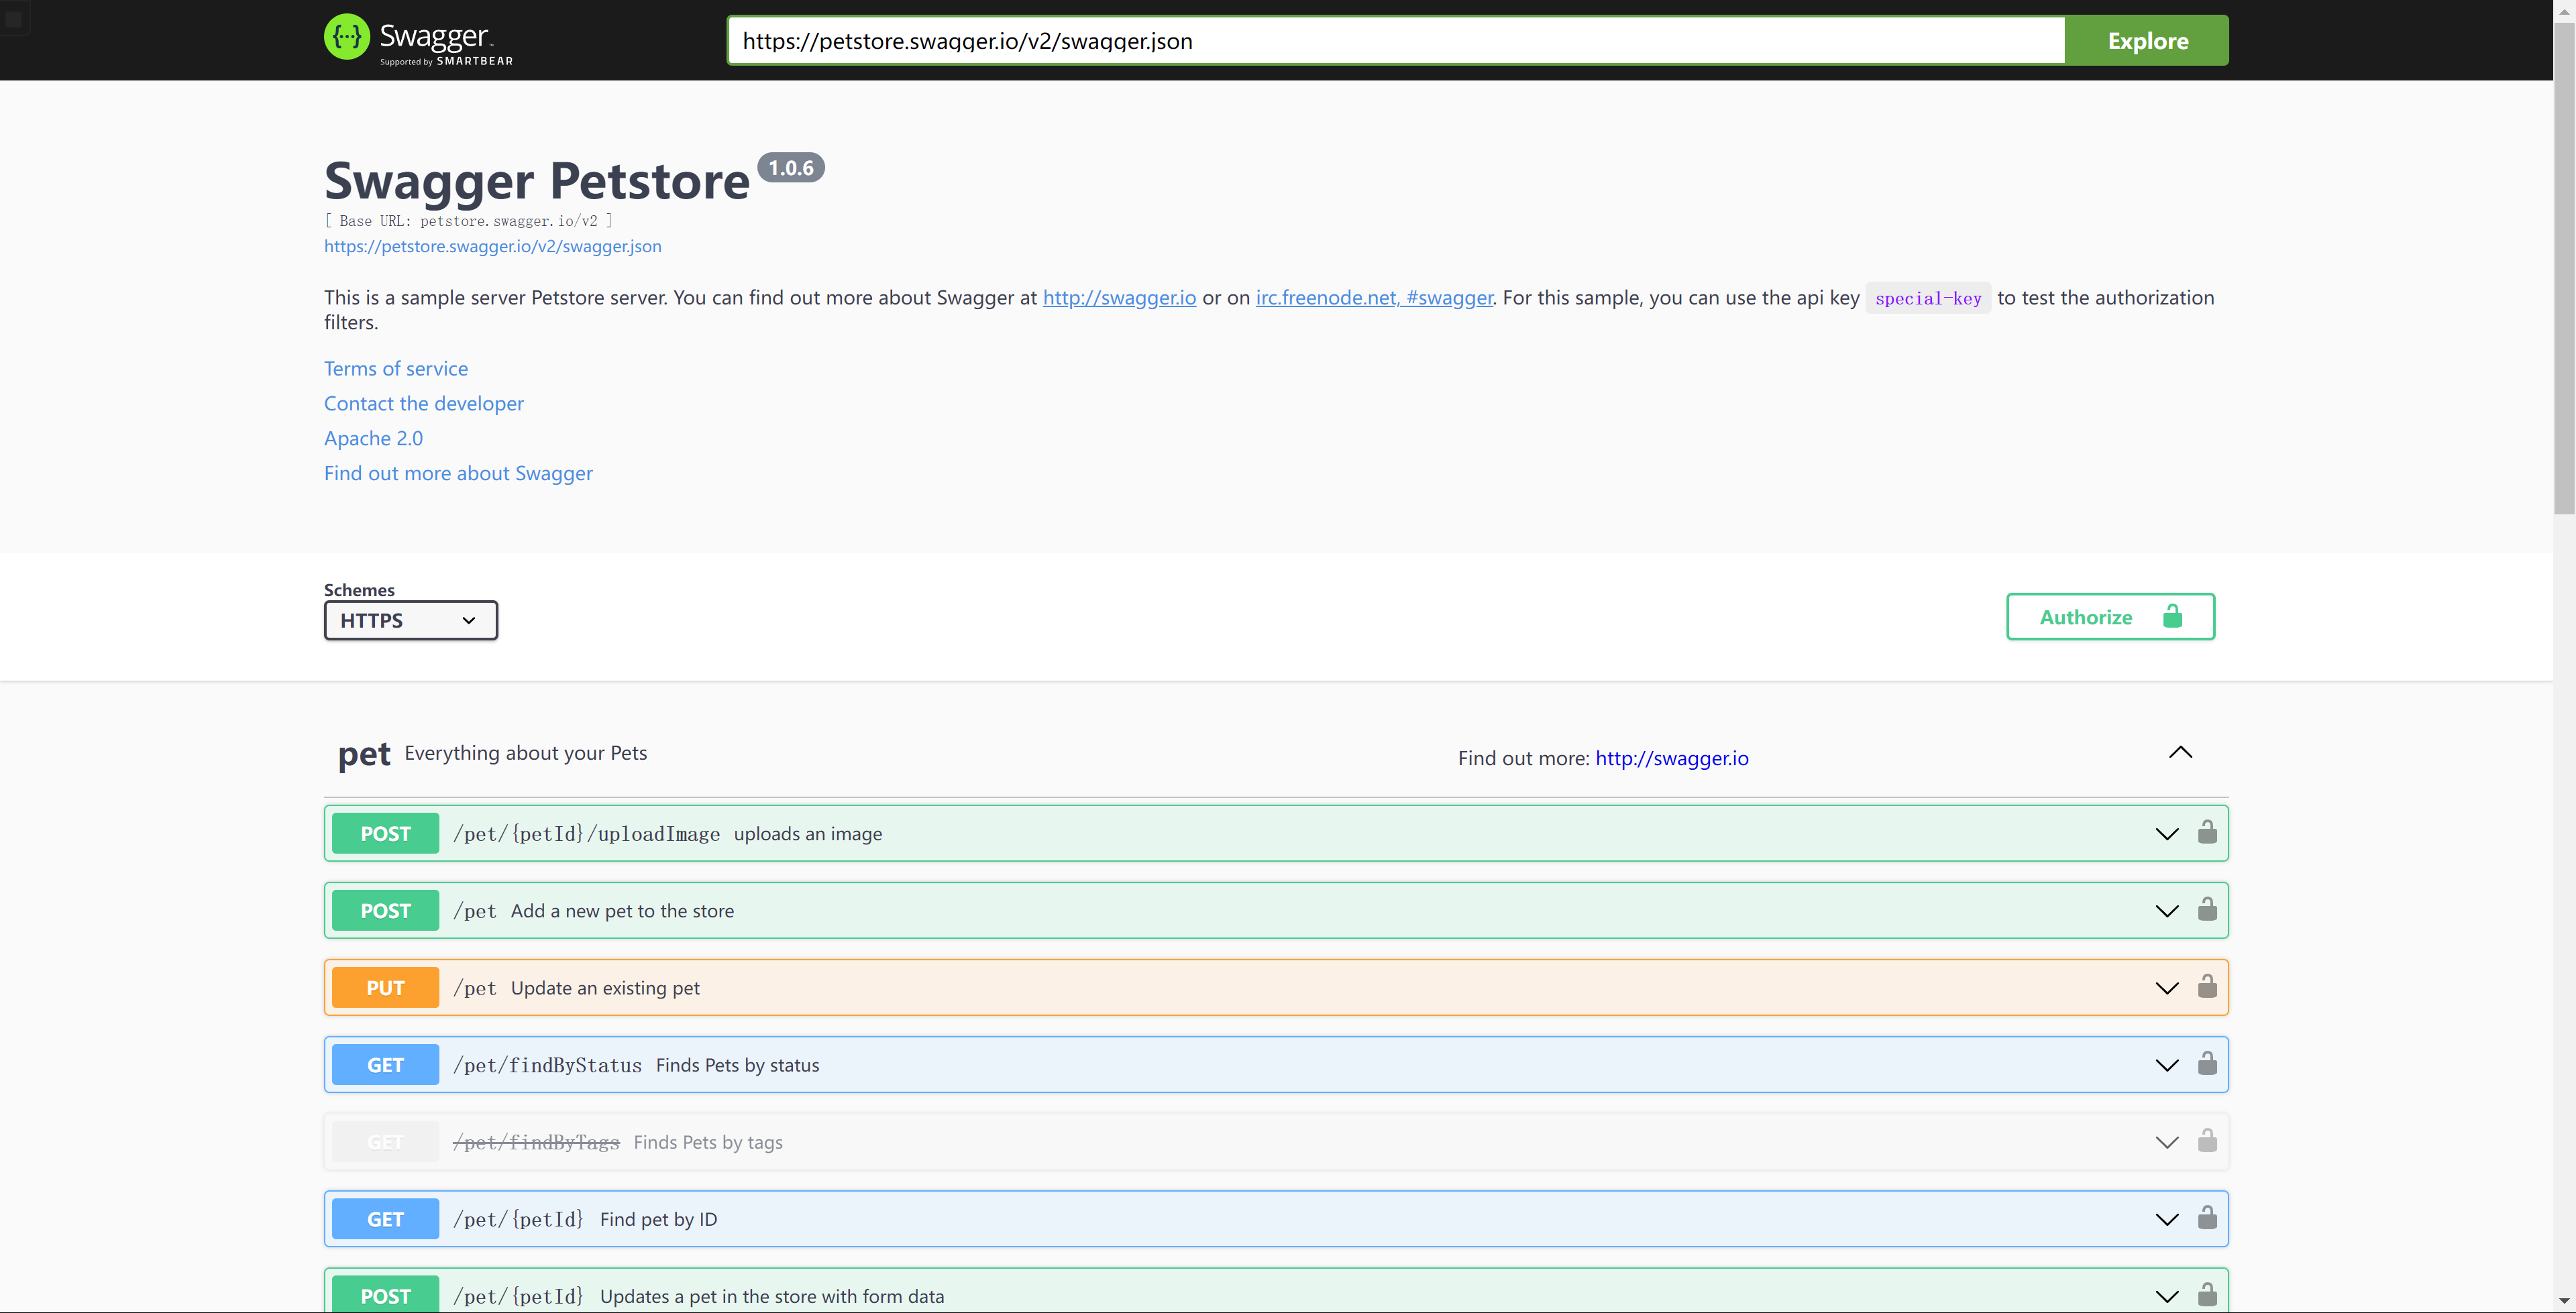 Swagger
Supported by SMARTBEAR
https://petstore.swagger.io/v2/swagger.json
Explore
Swagger Petstore 1.0.6
[ Base URL: petstore.swagger.io/v2 ]
https://petstore.swagger.io/v2/swagger.json
This is a sample server Petstore server. You can find out more about Swagger at http://swagger.io or on irc.freenode.net, #swagger. For this sample, you can use the api key special-key to test the authorization
filters.
Terms of service
Contact the developer
Apache 2.0
Find out more about Swagger
Schemes
HTTPS
Authorize
pet Everything about your Pets Find out more: http://swagger.io
POST /pet/{petId}/uploadImage uploads an image
POST /pet Add a new pet to the store
PUT /pet Update an existing pet
GET /pet/findByStatus Finds Pets by status
GET /pet/findByTags Finds Pets by tags
GET /pet/{petId} Find pet by ID
POST /pet/{petId} Updates a pet in the store with form data